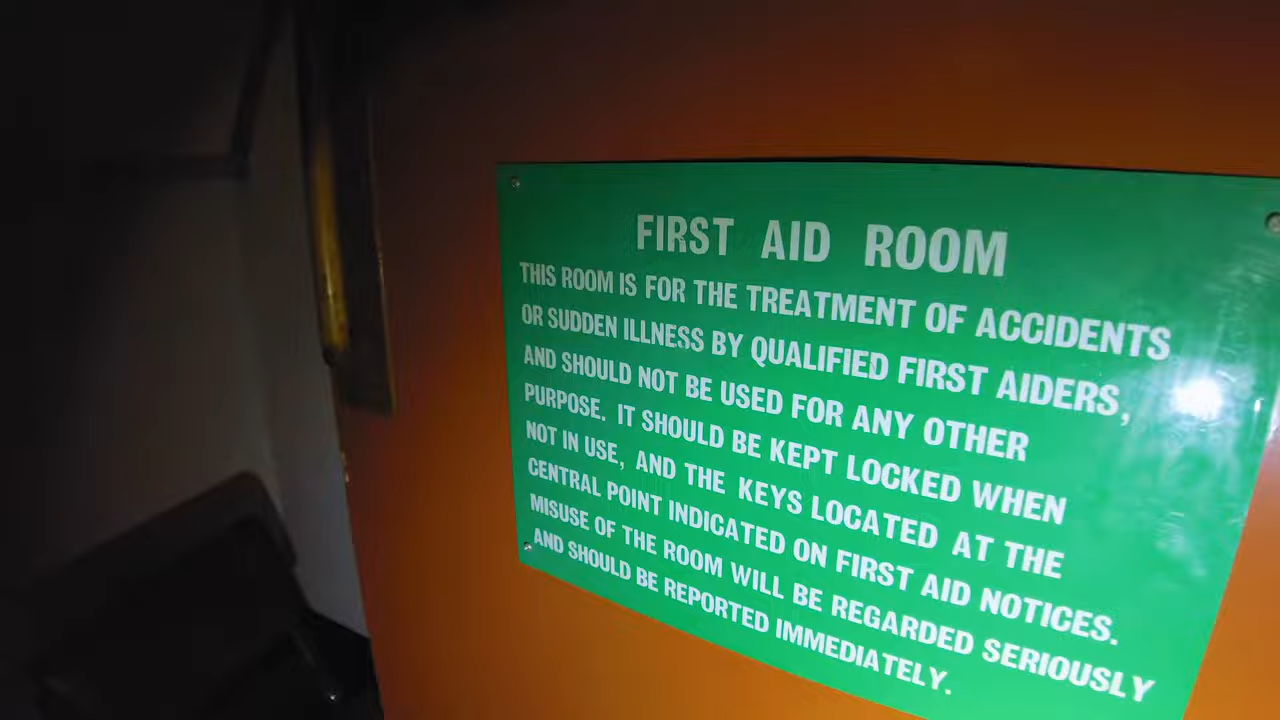 FIRST AID ROOM
THIS ROOM IS FOR THE TREATMENT OF ACCIDENTS
OR SUDDEN ILLNESS BY QUALIFIED FIRST AIDERS,
AND SHOULD NOT BE USED FOR ANY OTHER
PURPOSE. IT SHOULD BE KEPT LOCKED WHEN
NOT IN USE, AND THE KEYS LOCATED AT THE
CENTRAL POINT INDICATED ON FIRST AID NOTICES.
MISUSE OF THE ROOM WILL BE REGARDED SERIOUSLY
AND SHOULD BE REPORTED IMMEDIATELY.